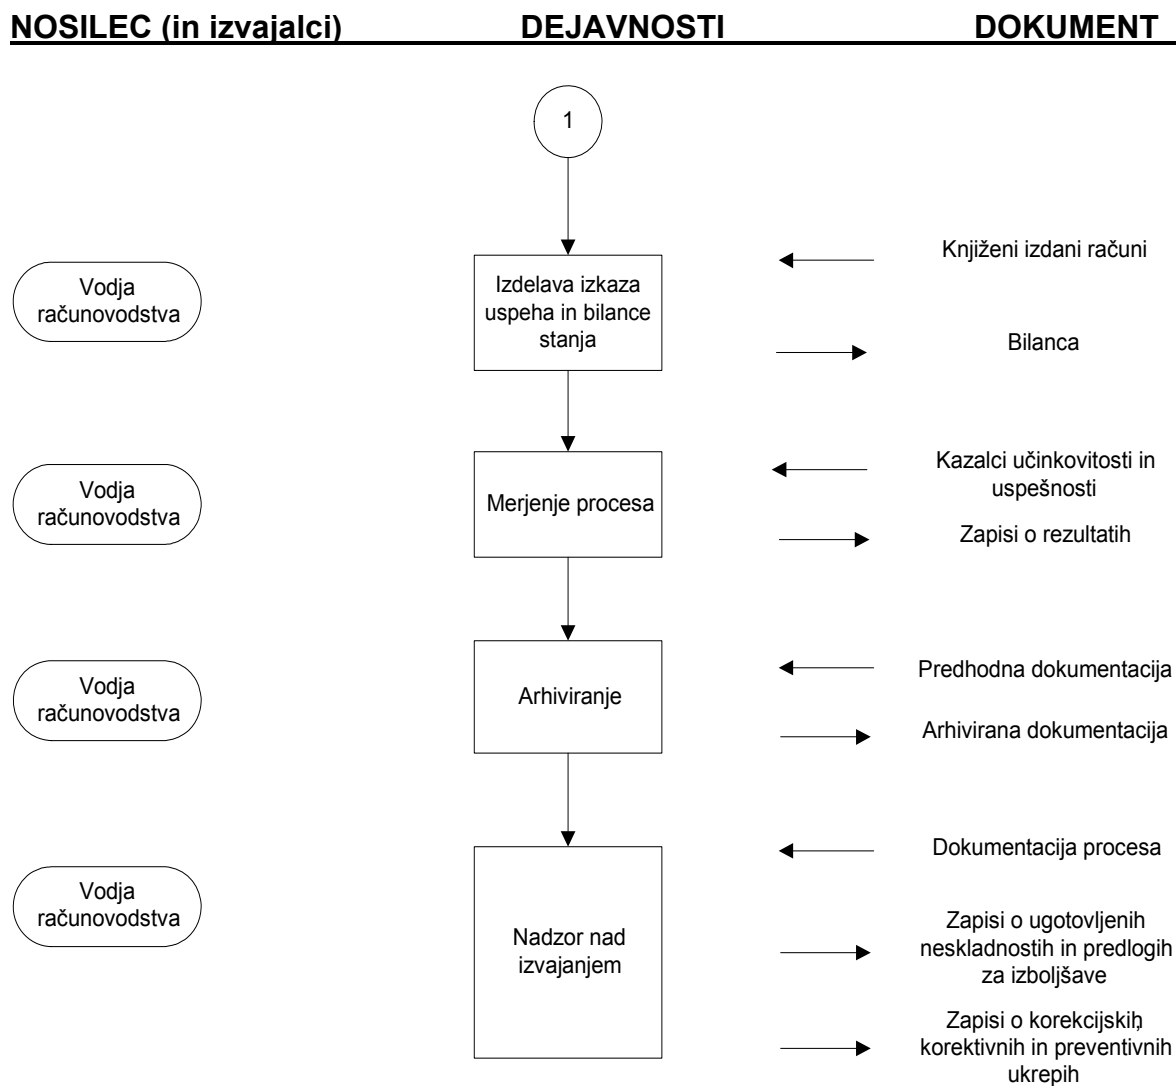 NOSILEC (in izvajalci) DEJAVNOSTI DOKUMENT
1
Vodja
računovodstva
Izdelava izkaza
uspeha in bilance
stanja
Knjiženi izdani računi
Bilanca
Vodja
računovodstva
Merjenje procesa
Kazalci učinkovitosti in
uspešnosti
Zapisi o rezultatih
Vodja
računovodstva
Arhiviranje
Predhodna dokumentacija
Arhivirana dokumentacija
Vodja
računovodstva
Nadzor nad
izvajanjem
Dokumentacija procesa
Zapisi o ugotovljenih
neskladnostih in predlogih
za izboljšave
Zapisi o korekcijskih,
korektivnih in preventivnih
ukrepih